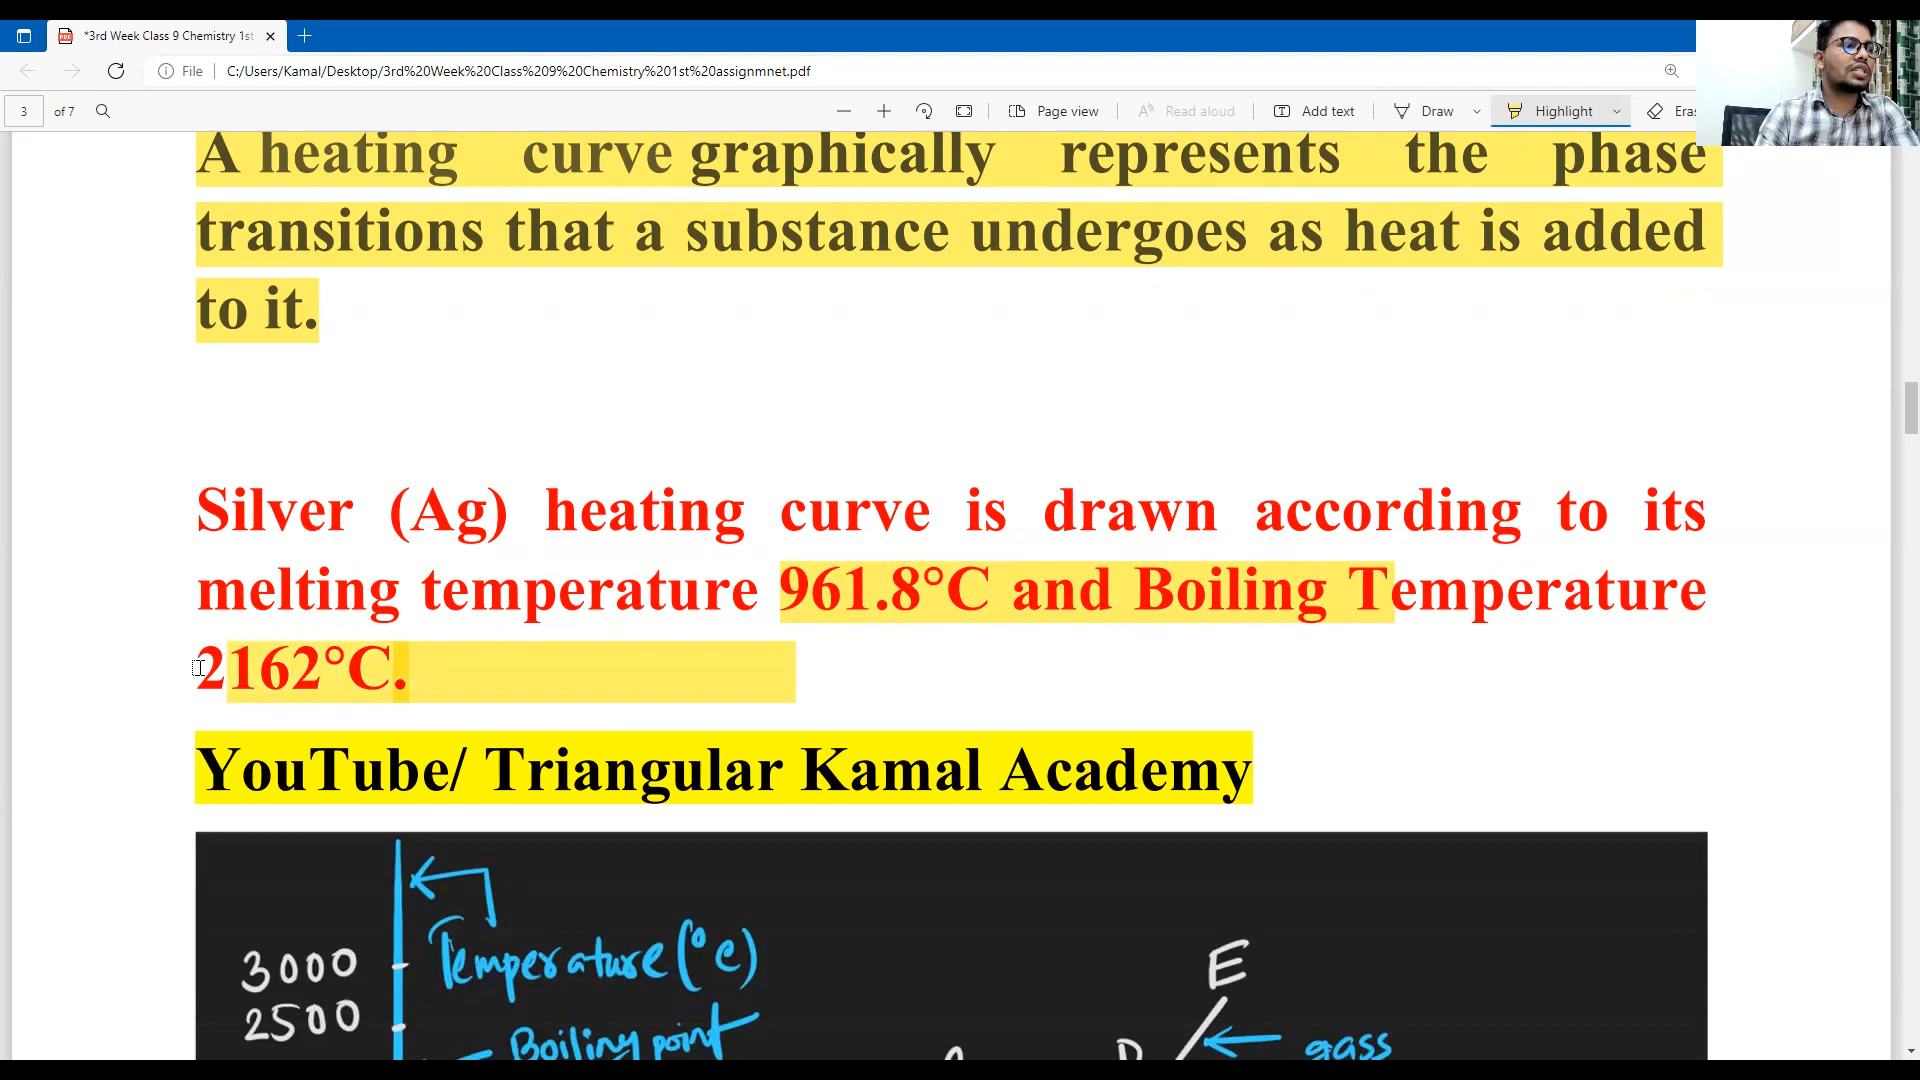 *3rd Week Class 9 Chemistry 1st
File C:/Users/Kamal/Desktop/3rd%20Week%20Class%209%20Chemistry%201st%20assignmnet.pdf
3 of 7 Page view Read aloud Add text Draw Highlight Eras
A heating curve graphically represents the phase
transitions that a substance undergoes as heat is added
to it.
Silver (Ag) heating curve is drawn according to its
melting temperature 961.8°C and Boiling Temperature
2162°C.
YouTube/ Triangular Kamal Academy
Temperature (°c)
3000
E
2500
Boiling point
gass